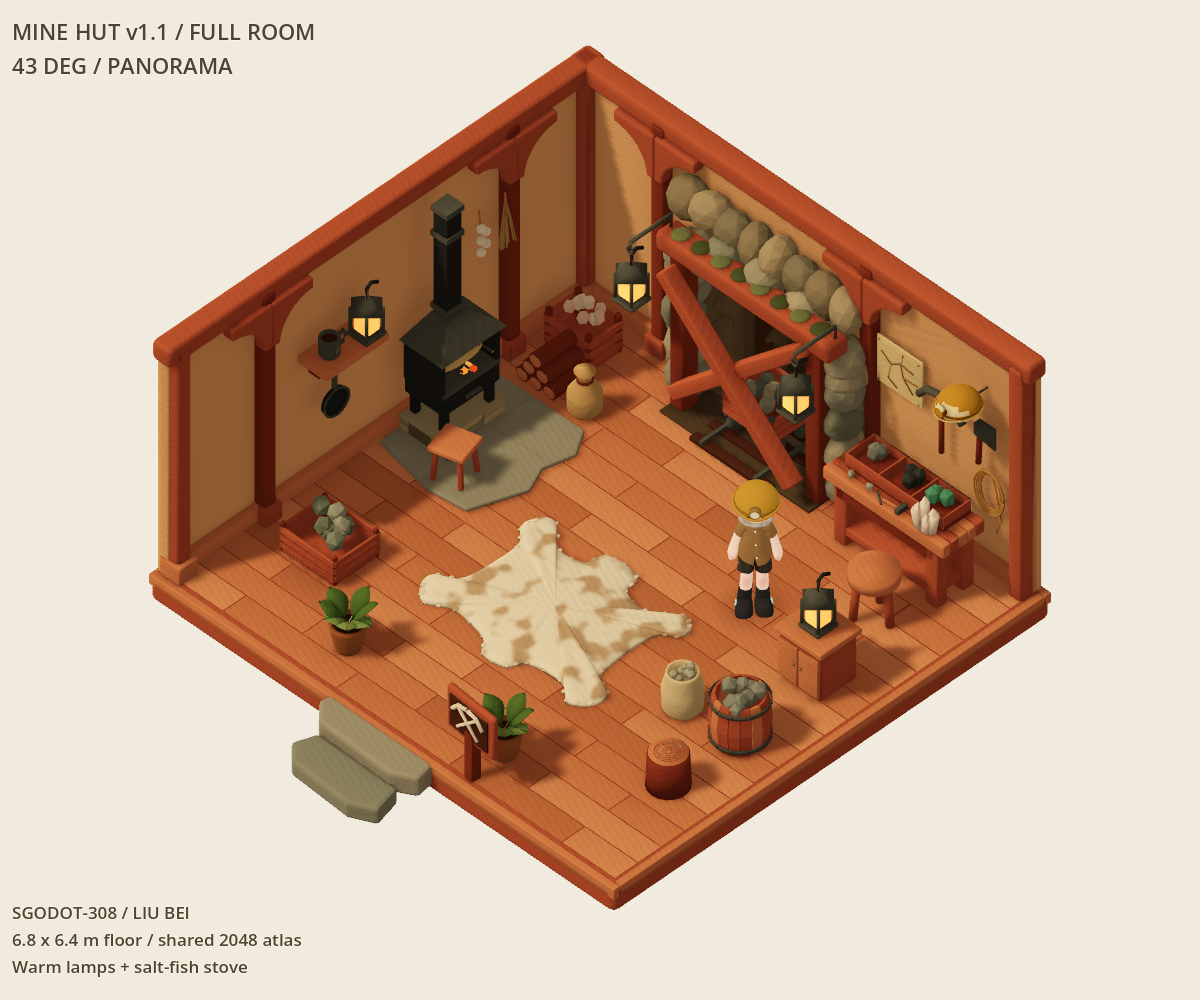 MINE HUT v1.1 / FULL ROOM
43 DEG / PANORAMA
SGODOT-308 / LIU BEI
6.8 x 6.4 m floor / shared 2048 atlas
Warm lamps + salt-fish stove